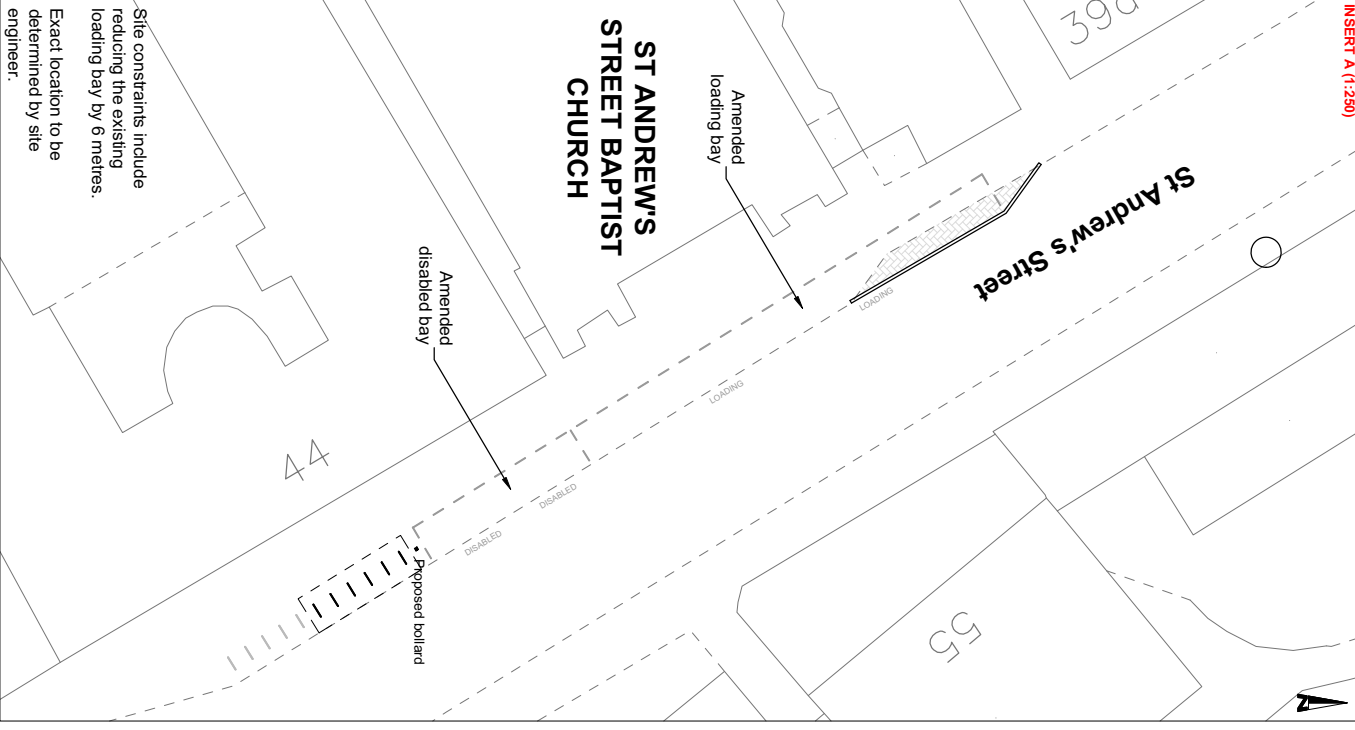 INSERT A (1:250)
39a
St Andrew's Street
Amended
loading bay
ST ANDREW'S
STREET BAPTIST
CHURCH
LOADING
LOADING
Amended
disabled bay
DISABLED
DISABLED
Proposed bollard
44
55
Site constraints include
reducing the existing
loading bay by 6 metres.
Exact location to be
determined by site
engineer.
N